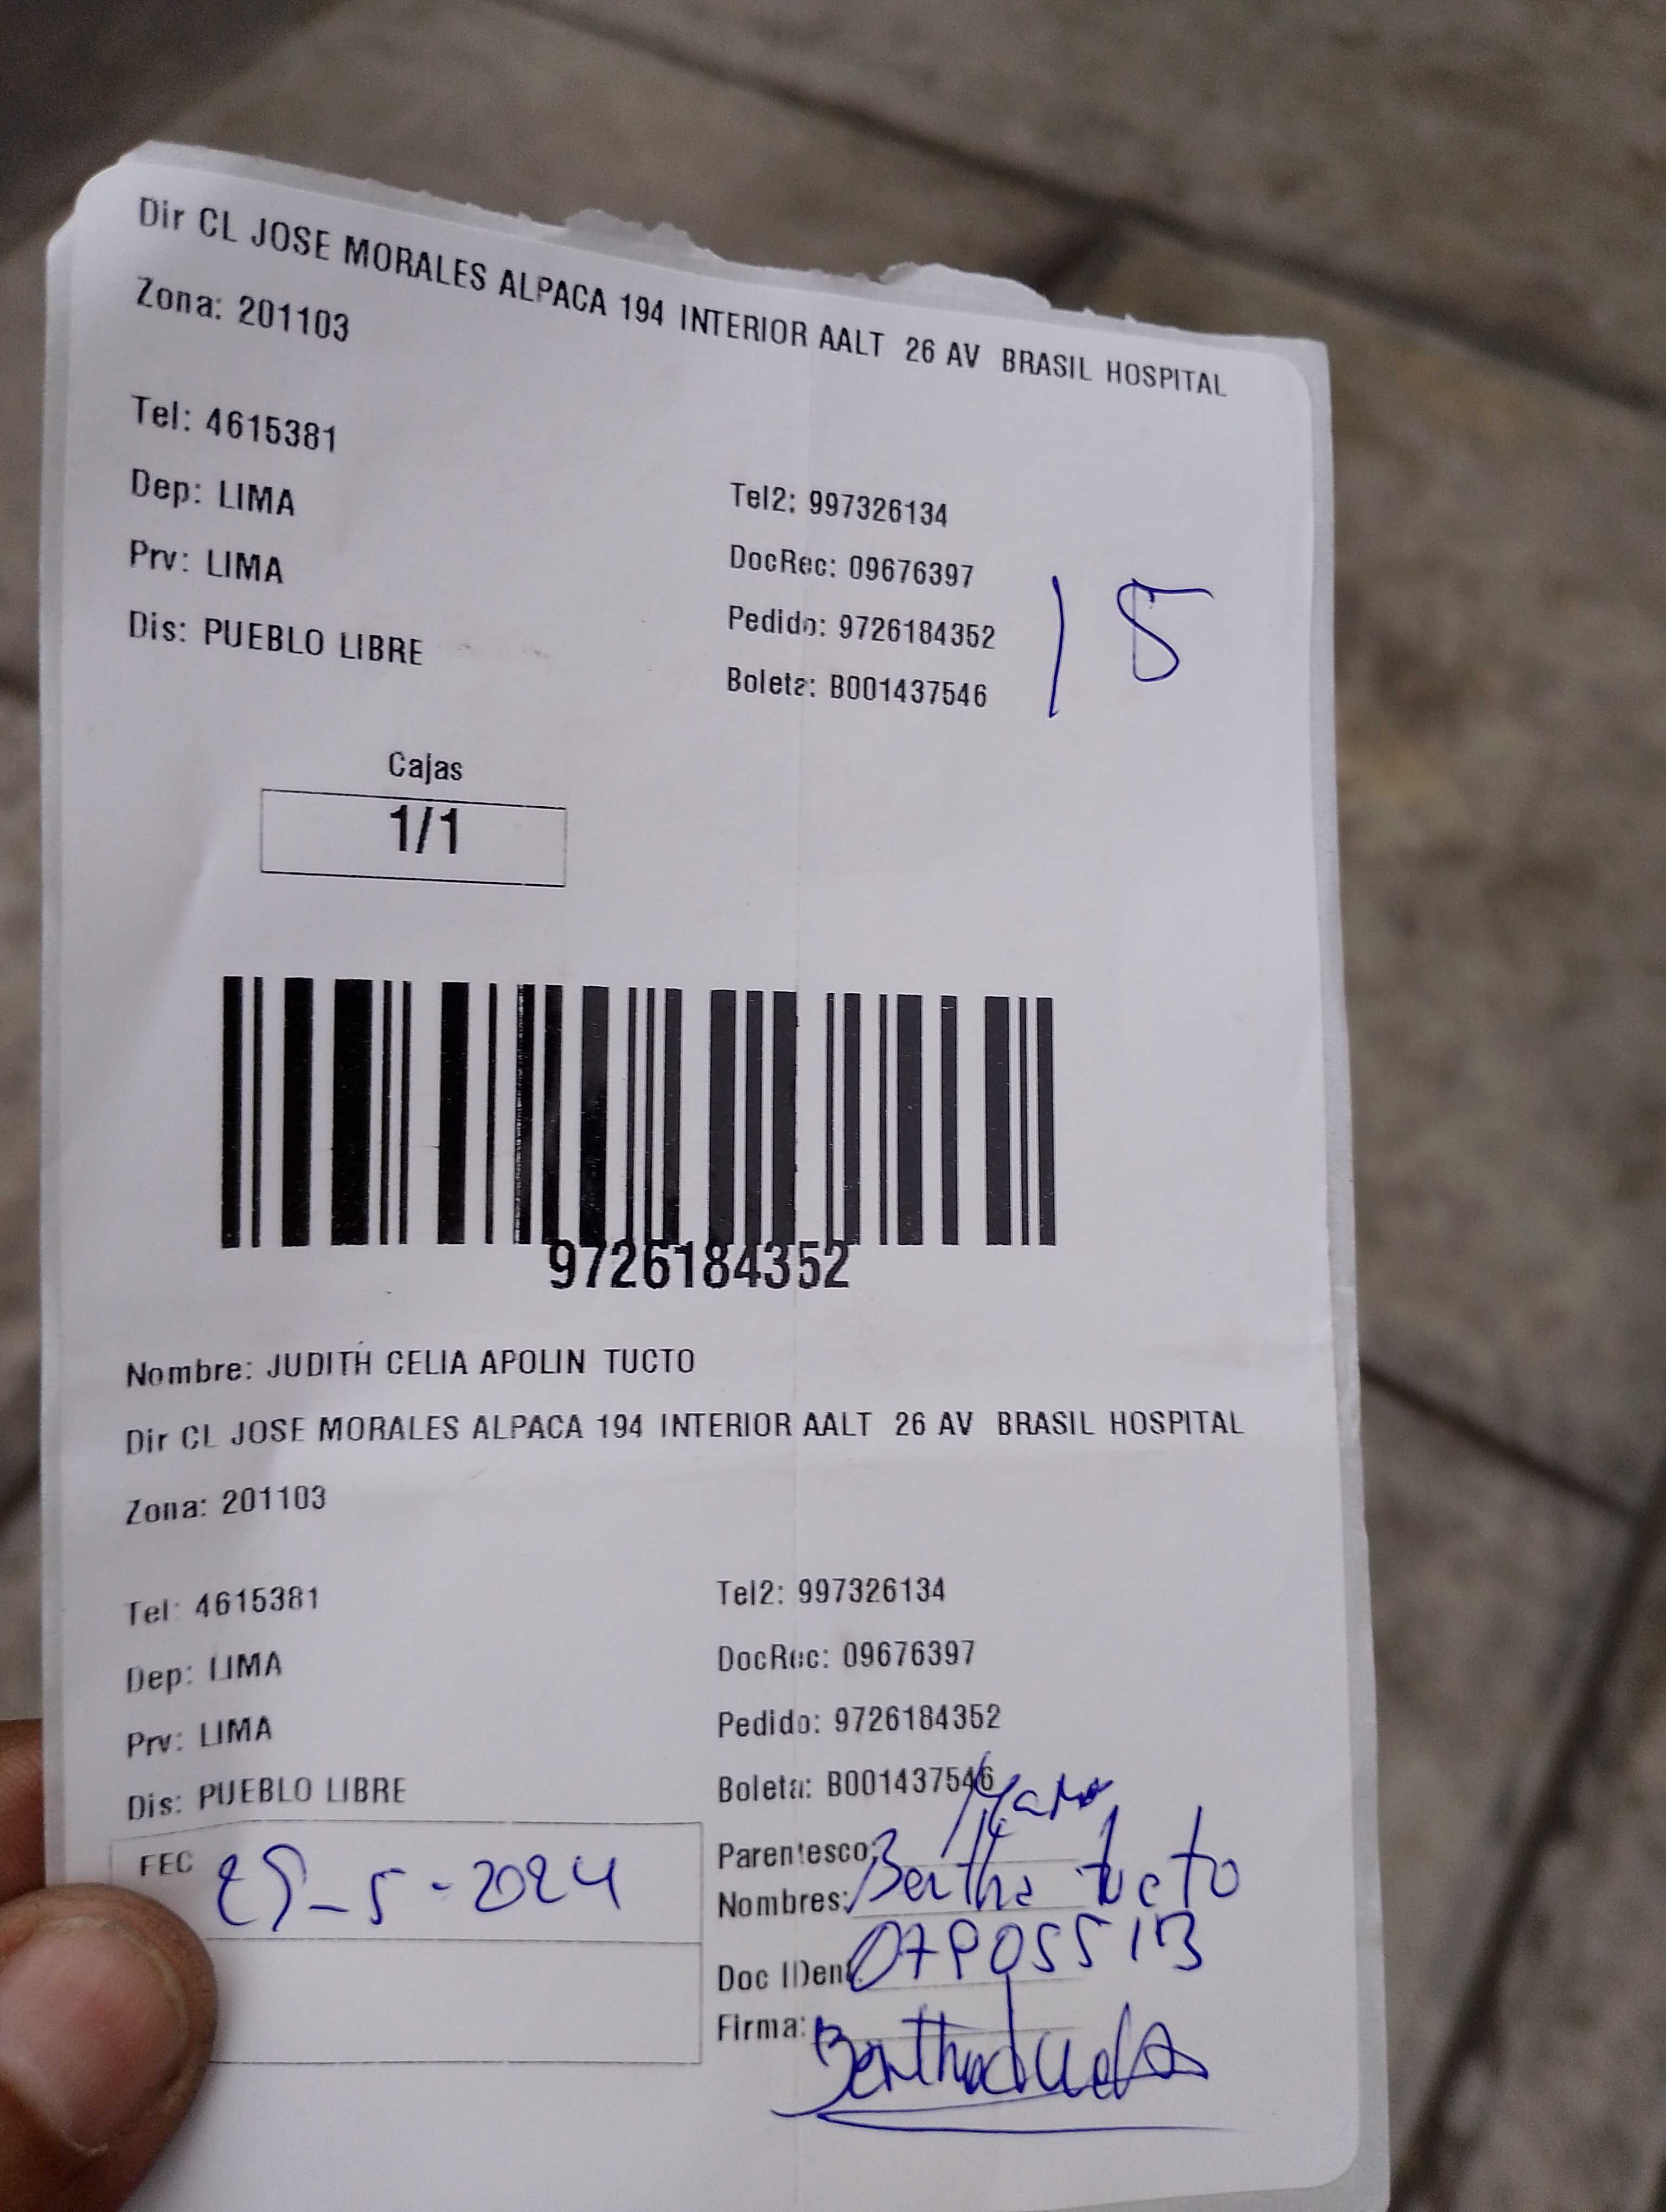 Dir CL JOSE MORALES ALPACA 194 INTERIOR AALT 26 AV BRASIL HOSPITAL
Zona: 201103
Tel: 4615381
Dep: LIMA Tel2: 997326134
Prv: LIMA DocRec: 09676397
Dis: PUEBLO LIBRE Pedido: 9726184352
Boleta: B001437546
15
Cajas
1/1
9726184352
Nombre: JUDITH CELIA APOLIN TUCTO
Dir CL JOSE MORALES ALPACA 194 INTERIOR AALT 26 AV BRASIL HOSPITAL
Zona: 201103
Tel: 4615381 Tel2: 997326134
Dep: LIMA DocRec: 09676397
Prv: LIMA Pedido: 9726184352
Dis: PUEBLO LIBRE Boleta: B001437546
FEC -5-2024 Parentesco:
Nombres: Bertha tucto
Doc IDen:
Firma: